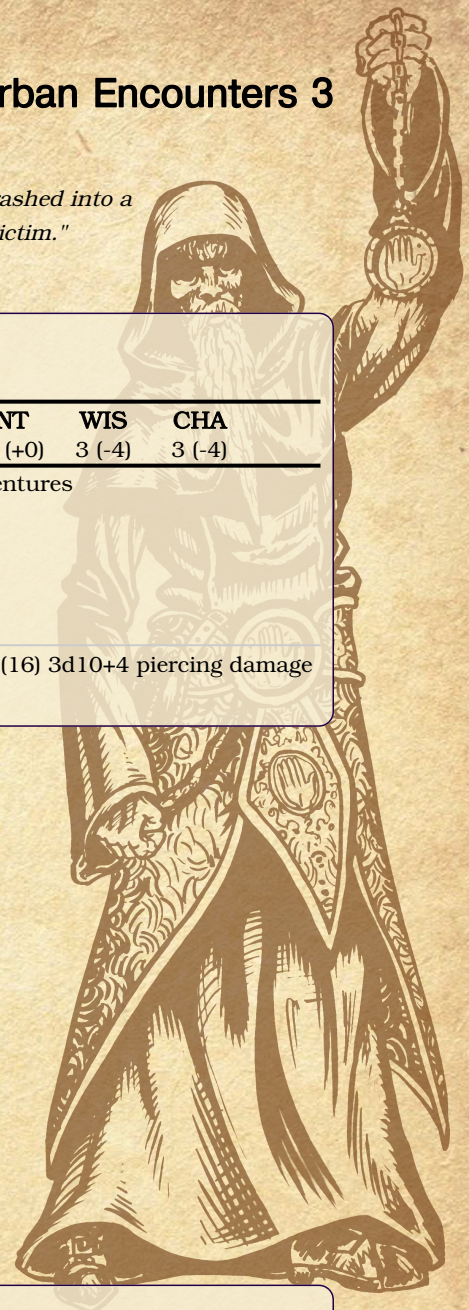 rban Encounters 3
rashed into a
ictim."
NT WIS CHA
(+0) 3 (-4) 3 (-4)
entures
(16) 3d10+4 piercing damage